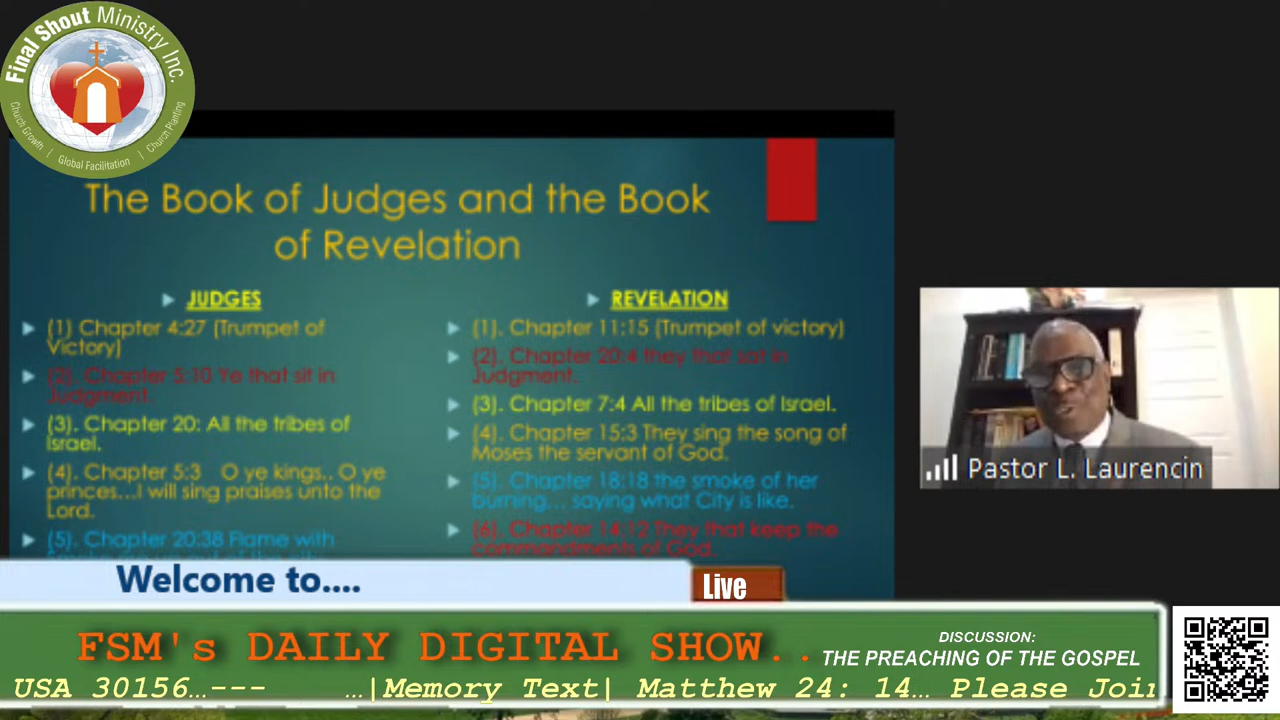 Final Shout Ministry Inc.
Church Growth | Global Facilitation | Church Planting
The Book of Judges and the Book
of Revelation
JUDGES
(1) Chapter 4:27 (Trumpet of
Victory)
(2). Chapter 5:10 Ye that sit in
Judgment.
(3). Chapter 20: All the tribes of
Israel.
(4). Chapter 5:3 O ye kings.. O ye
princes...I will sing praises unto the
Lord.
(5). Chapter 20:38 Flame with
REVELATION
(1). Chapter 11:15 (Trumpet of victory)
(2). Chapter 20:4 they that sat in
Judgment..
(3). Chapter 7:4 All the tribes of Israel.
(4). Chapter 15:3 They sing the song of
Moses the servant of God.
(5). Chapter 18:18 the smoke of her
burning... saying what City is like.
(6). Chapter 14:12 They that keep the
commandments of God.
Pastor L. Laurencin
Welcome to....
Live
FSM's DAILY DIGITAL SHOW..
DISCUSSION:
THE PREACHING OF THE GOSPEL
USA 30156…--- …|Memory Text| Matthew 24: 14… Please Join